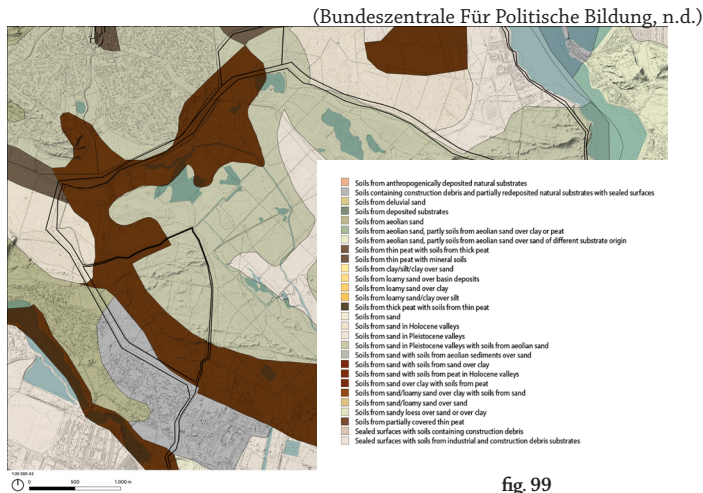 (Bundeszentrale Für Politische Bildung, n.d.)
Soils from anthropogenically deposited natural substrates
Soils containing construction debris and partially redeposited natural substrates with sealed surfaces
Soils from deluvial sand
Soils from deposited substrates
Soils from aeolian sand
Soils from aeolian sand, partly soils from aeolian sand over clay or peat
Soils from aeolian sand, partly soils from aeolian sand over sand of different substrate origin
Soils from thin peat with soils from thick peat
Soils from thin peat with mineral soils
Soils from clay/silt/clay over sand
Soils from loamy sand over basin deposits
Soils from loamy sand over clay
Soils from loamy sand/clay over silt
Soils from thick peat with soils from thin peat
Soils from sand
Soils from sand in Holocene valleys
Soils from sand in Pleistocene valleys
Soils from sand in Pleistocene valleys with soils from aeolian sand
Soils from sand with soils from aeolian sediments over sand
Soils from sand with soils from sand over clay
Soils from sand with soils from peat in Holocene valleys
Soils from sand over clay with soils from peat
Soils from sand/loamy sand over clay with soils from sand
Soils from sand/loamy sand over sand
Soils from sandy loess over sand or over clay
Soils from partially covered thin peat
Sealed surfaces with soils containing construction debris
Sealed surfaces with soils from industrial and construction debris substrates
1:20 000 A2
0 500 1.000 m
fig. 99